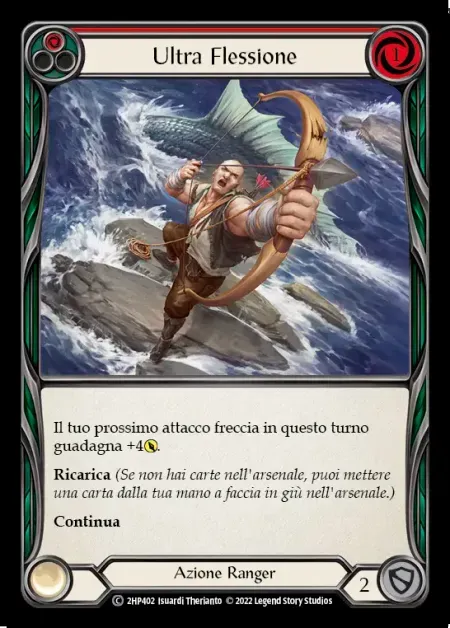 Ultra Flessione
1
Il tuo prossimo attacco freccia in questo turno
guadagna +4.
Ricarica (Se non hai carte nell'arsenale, puoi mettere
una carta dalla tua mano a faccia in giù nell'arsenale.)
Continua
Azione Ranger
2
C 2HP402 Isuardi Therianto © 2022 Legend Story Studios